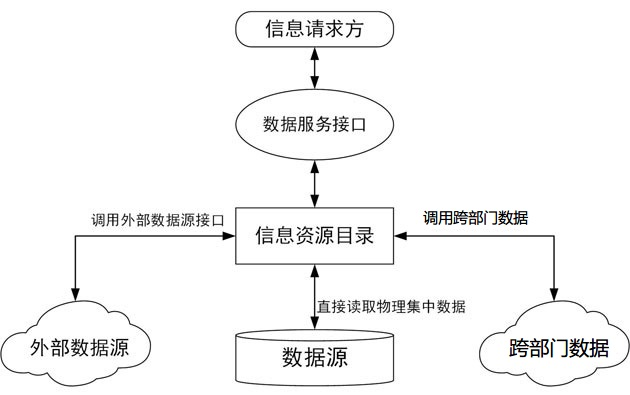 信息请求方
数据服务接口
调用外部数据源接口
信息资源目录
调用跨部门数据
直接读取物理集中数据
外部数据源
数据源
跨部门数据